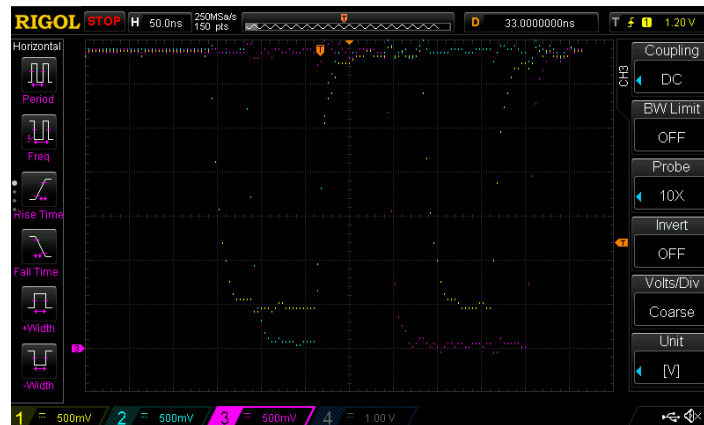 RIGOL STOP H 50.0ns 250MSa/s 150 pts T D 33.0000000ns T 1 1.20 V
Horizontal
Period
Freq
Rise Time
Fall Time
+Width
-Width
T
T
3
CH3
Coupling
DC
BW Limit
OFF
Probe
10X
Invert
OFF
Volts/Div
Coarse
Unit
[V]
1 = 500mV 2 = 500mV 3 = 500mV 4 = 1.00 V